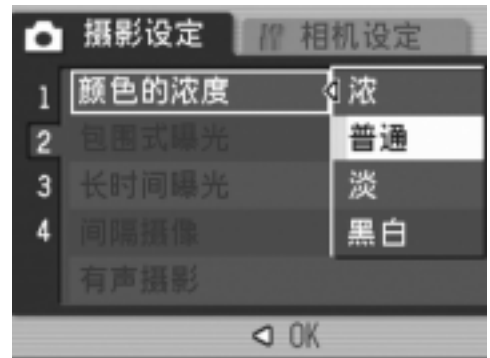 摄影设定 相机设定
1 颜色的浓度 浓
2 包围式曝光 普通
3 长时间曝光 淡
4 间隔摄像 黑白
有声摄影
OK